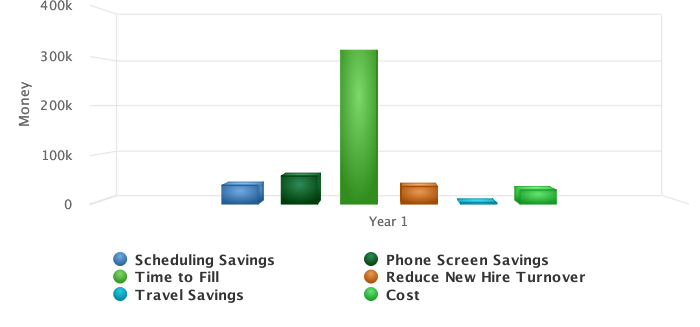 400k
300k
200k
100k
0
Money
Year 1
Scheduling Savings
Phone Screen Savings
Time to Fill
Reduce New Hire Turnover
Travel Savings
Cost